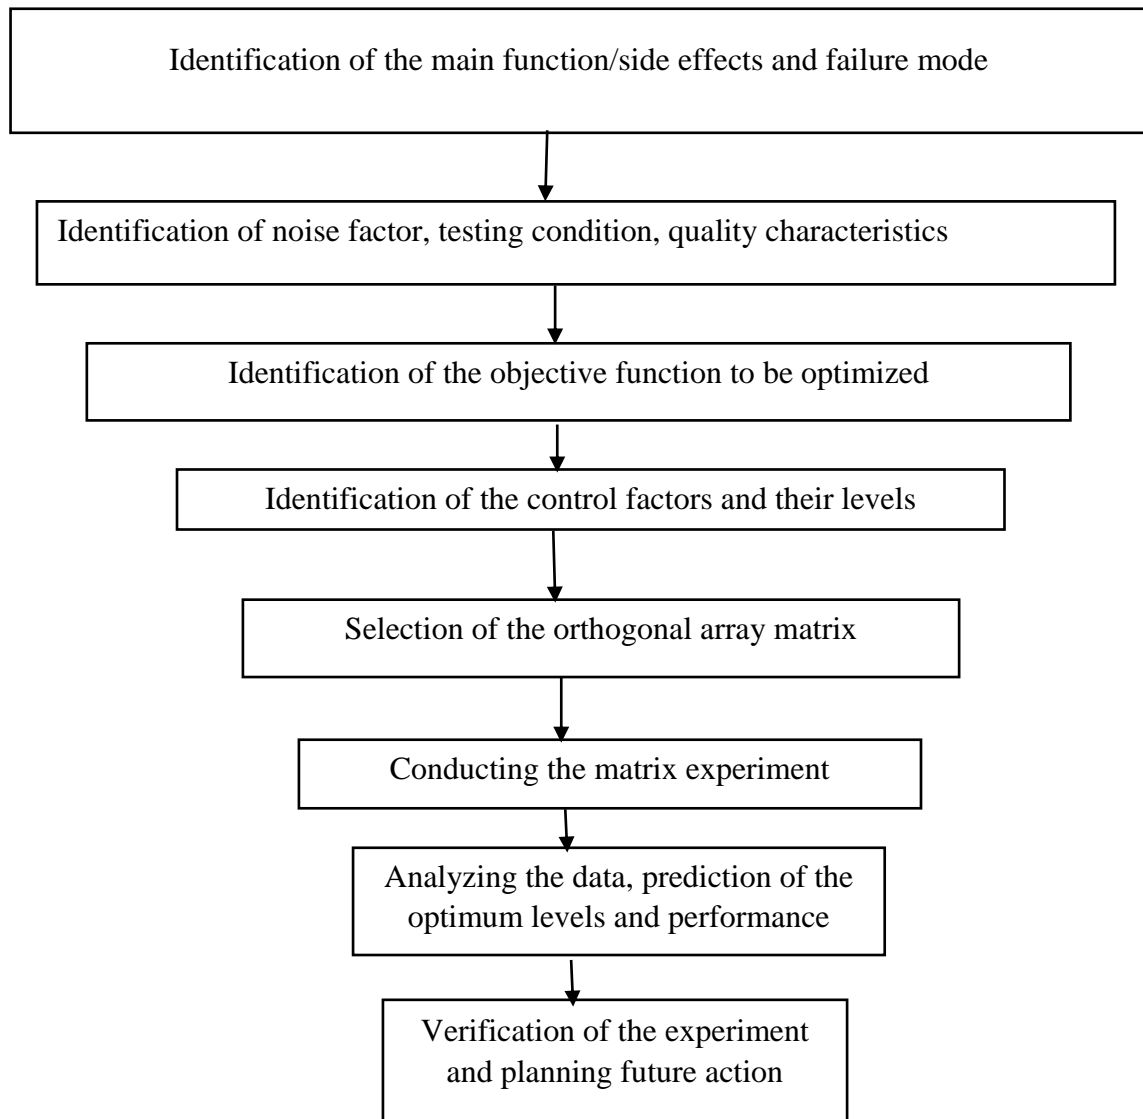 Identification of the main function/side effects and failure mode
Identification of noise factor, testing condition, quality characteristics
Identification of the objective function to be optimized
Identification of the control factors and their levels
Selection of the orthogonal array matrix
Conducting the matrix experiment
Analyzing the data, prediction of the
optimum levels and performance
Verification of the experiment
and planning future action